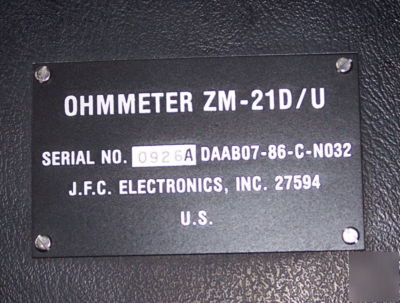 OHMMETER ZM-21D/U
SERIAL NO. 0926A DAAB07-86-C-N032
J.F.C. ELECTRONICS, INC. 27594
U.S.